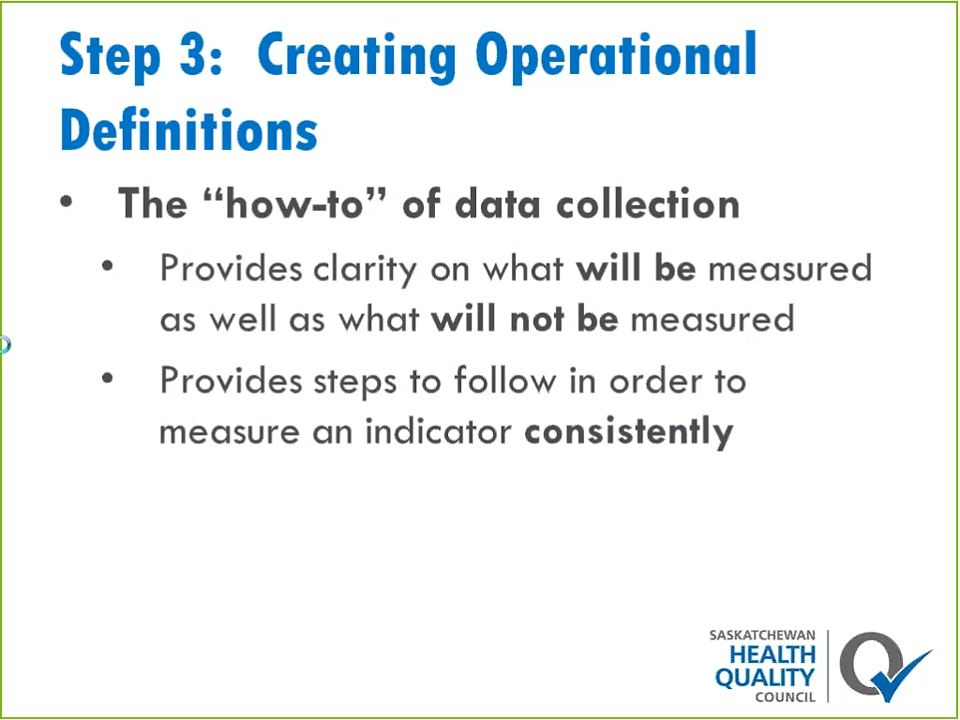 Step 3:  Creating Operational
Definitions
• The “how-to” of data collection
• Provides clarity on what will be measured
as well as what will not be measured
• Provides steps to follow in order to
measure an indicator consistently
SASKATCHEWAN
HEALTH
QUALITY
COUNCIL